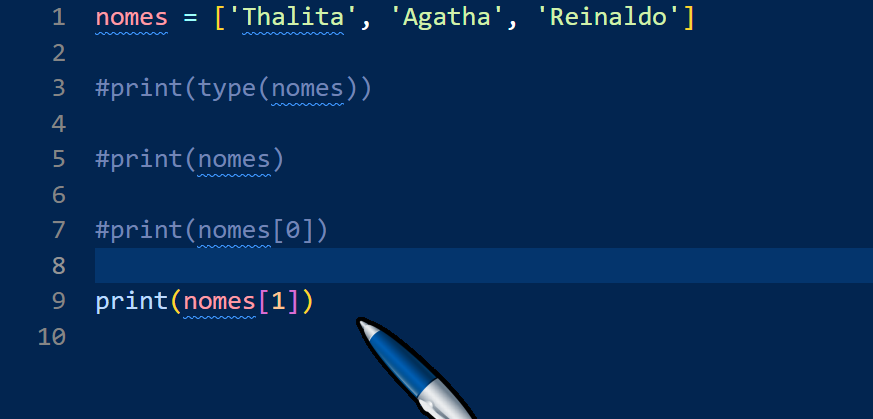 1 nomes = ['Thalita', 'Agatha', 'Reinaldo']
2
3 #print(type(nomes))
4
5 #print(nomes)
6
7 #print(nomes[0])
8
9 print(nomes[1])
10